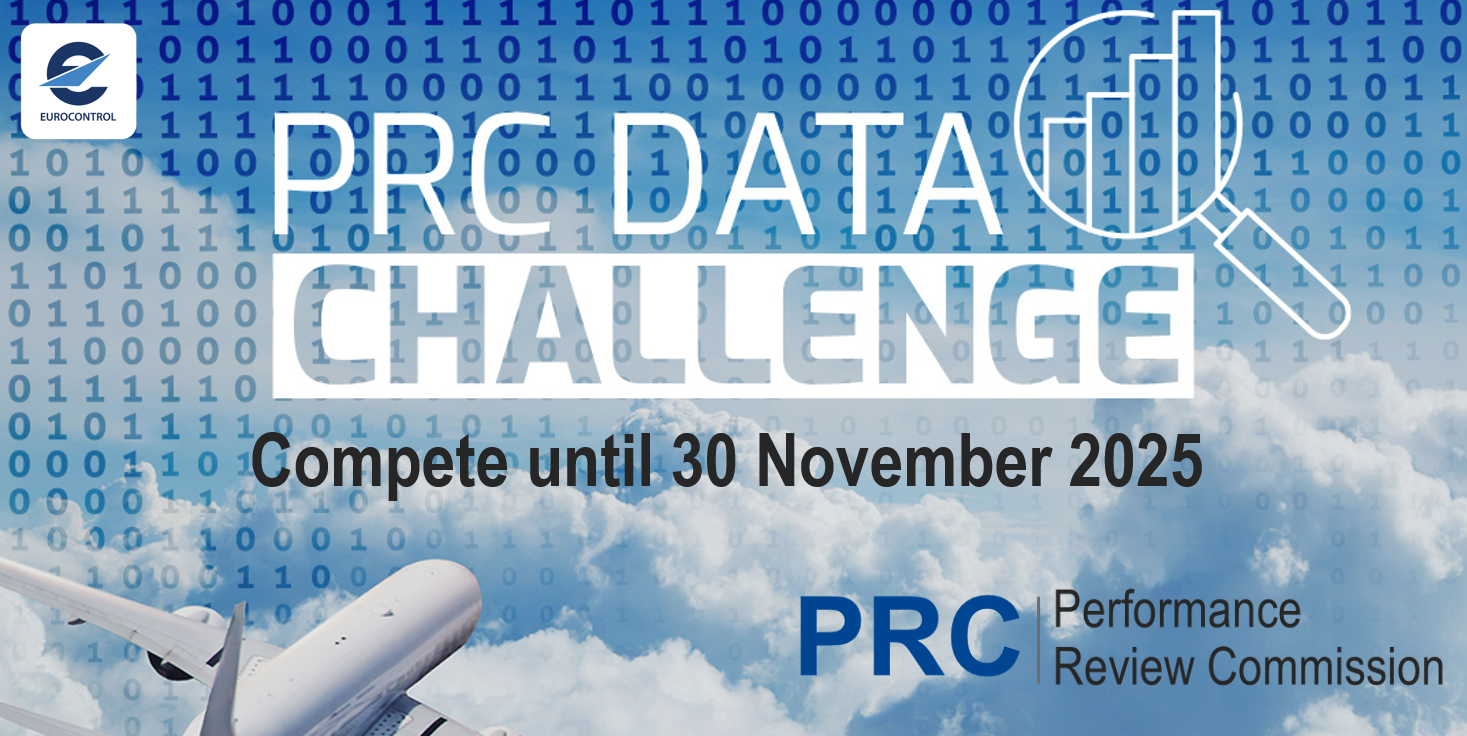 EUROCONTROL
PRC DATA
CHALLENGE
Compete until 30 November 2025
PRC
Performance
Review Commission